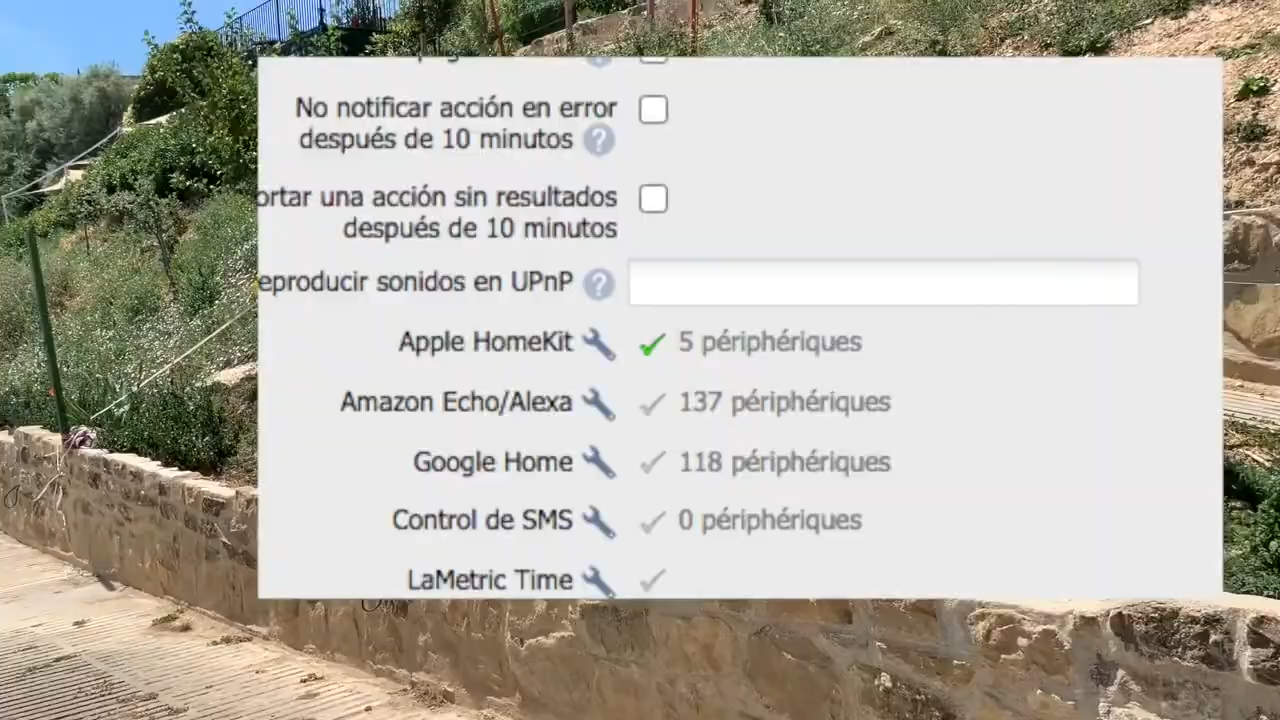 No notificar acción en error
después de 10 minutos ?
ortar una acción sin resultados
después de 10 minutos
eproducir sonidos en UPnP ?
Apple HomeKit 5 périphériques
Amazon Echo/Alexa 137 périphériques
Google Home 118 périphériques
Control de SMS 0 périphériques
LaMetric Time